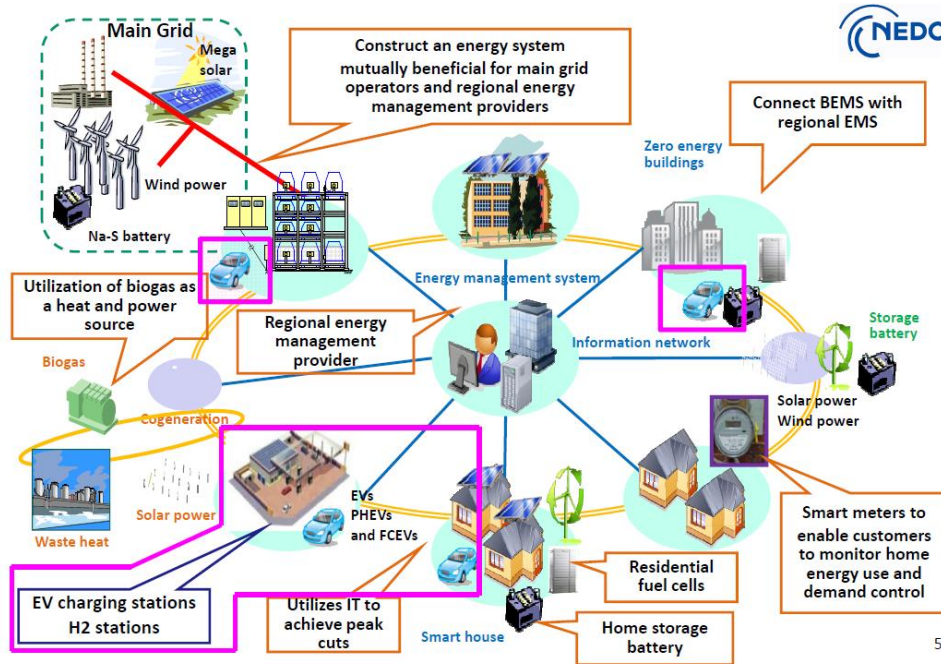 Main Grid
Mega
solar
Wind power
Na-S battery
Construct an energy system
mutually beneficial for main grid
operators and regional energy
management providers
NEDO
Connect BEMS with
regional EMS
Zero energy
buildings
Utilization of biogas as
a heat and power
source
Energy management system
Regional energy
management
provider
Information network
Storage
battery
Biogas
Cogeneration
Solar power
Wind power
Waste heat
Solar power
EVs
PHEVs
and FCEVs
Smart meters to
enable customers
to monitor home
energy use and
demand control
EV charging stations
H2 stations
Utilizes IT to
achieve peak
cuts
Residential
fuel cells
Smart house
Home storage
battery
5